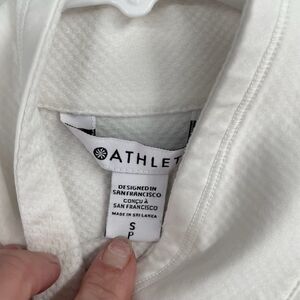 ATHLET
DESIGNED IN
SAN FRANCISCO
CONÇU À
SAN FRANCISCO
MADE IN SRI LANKA
S
P